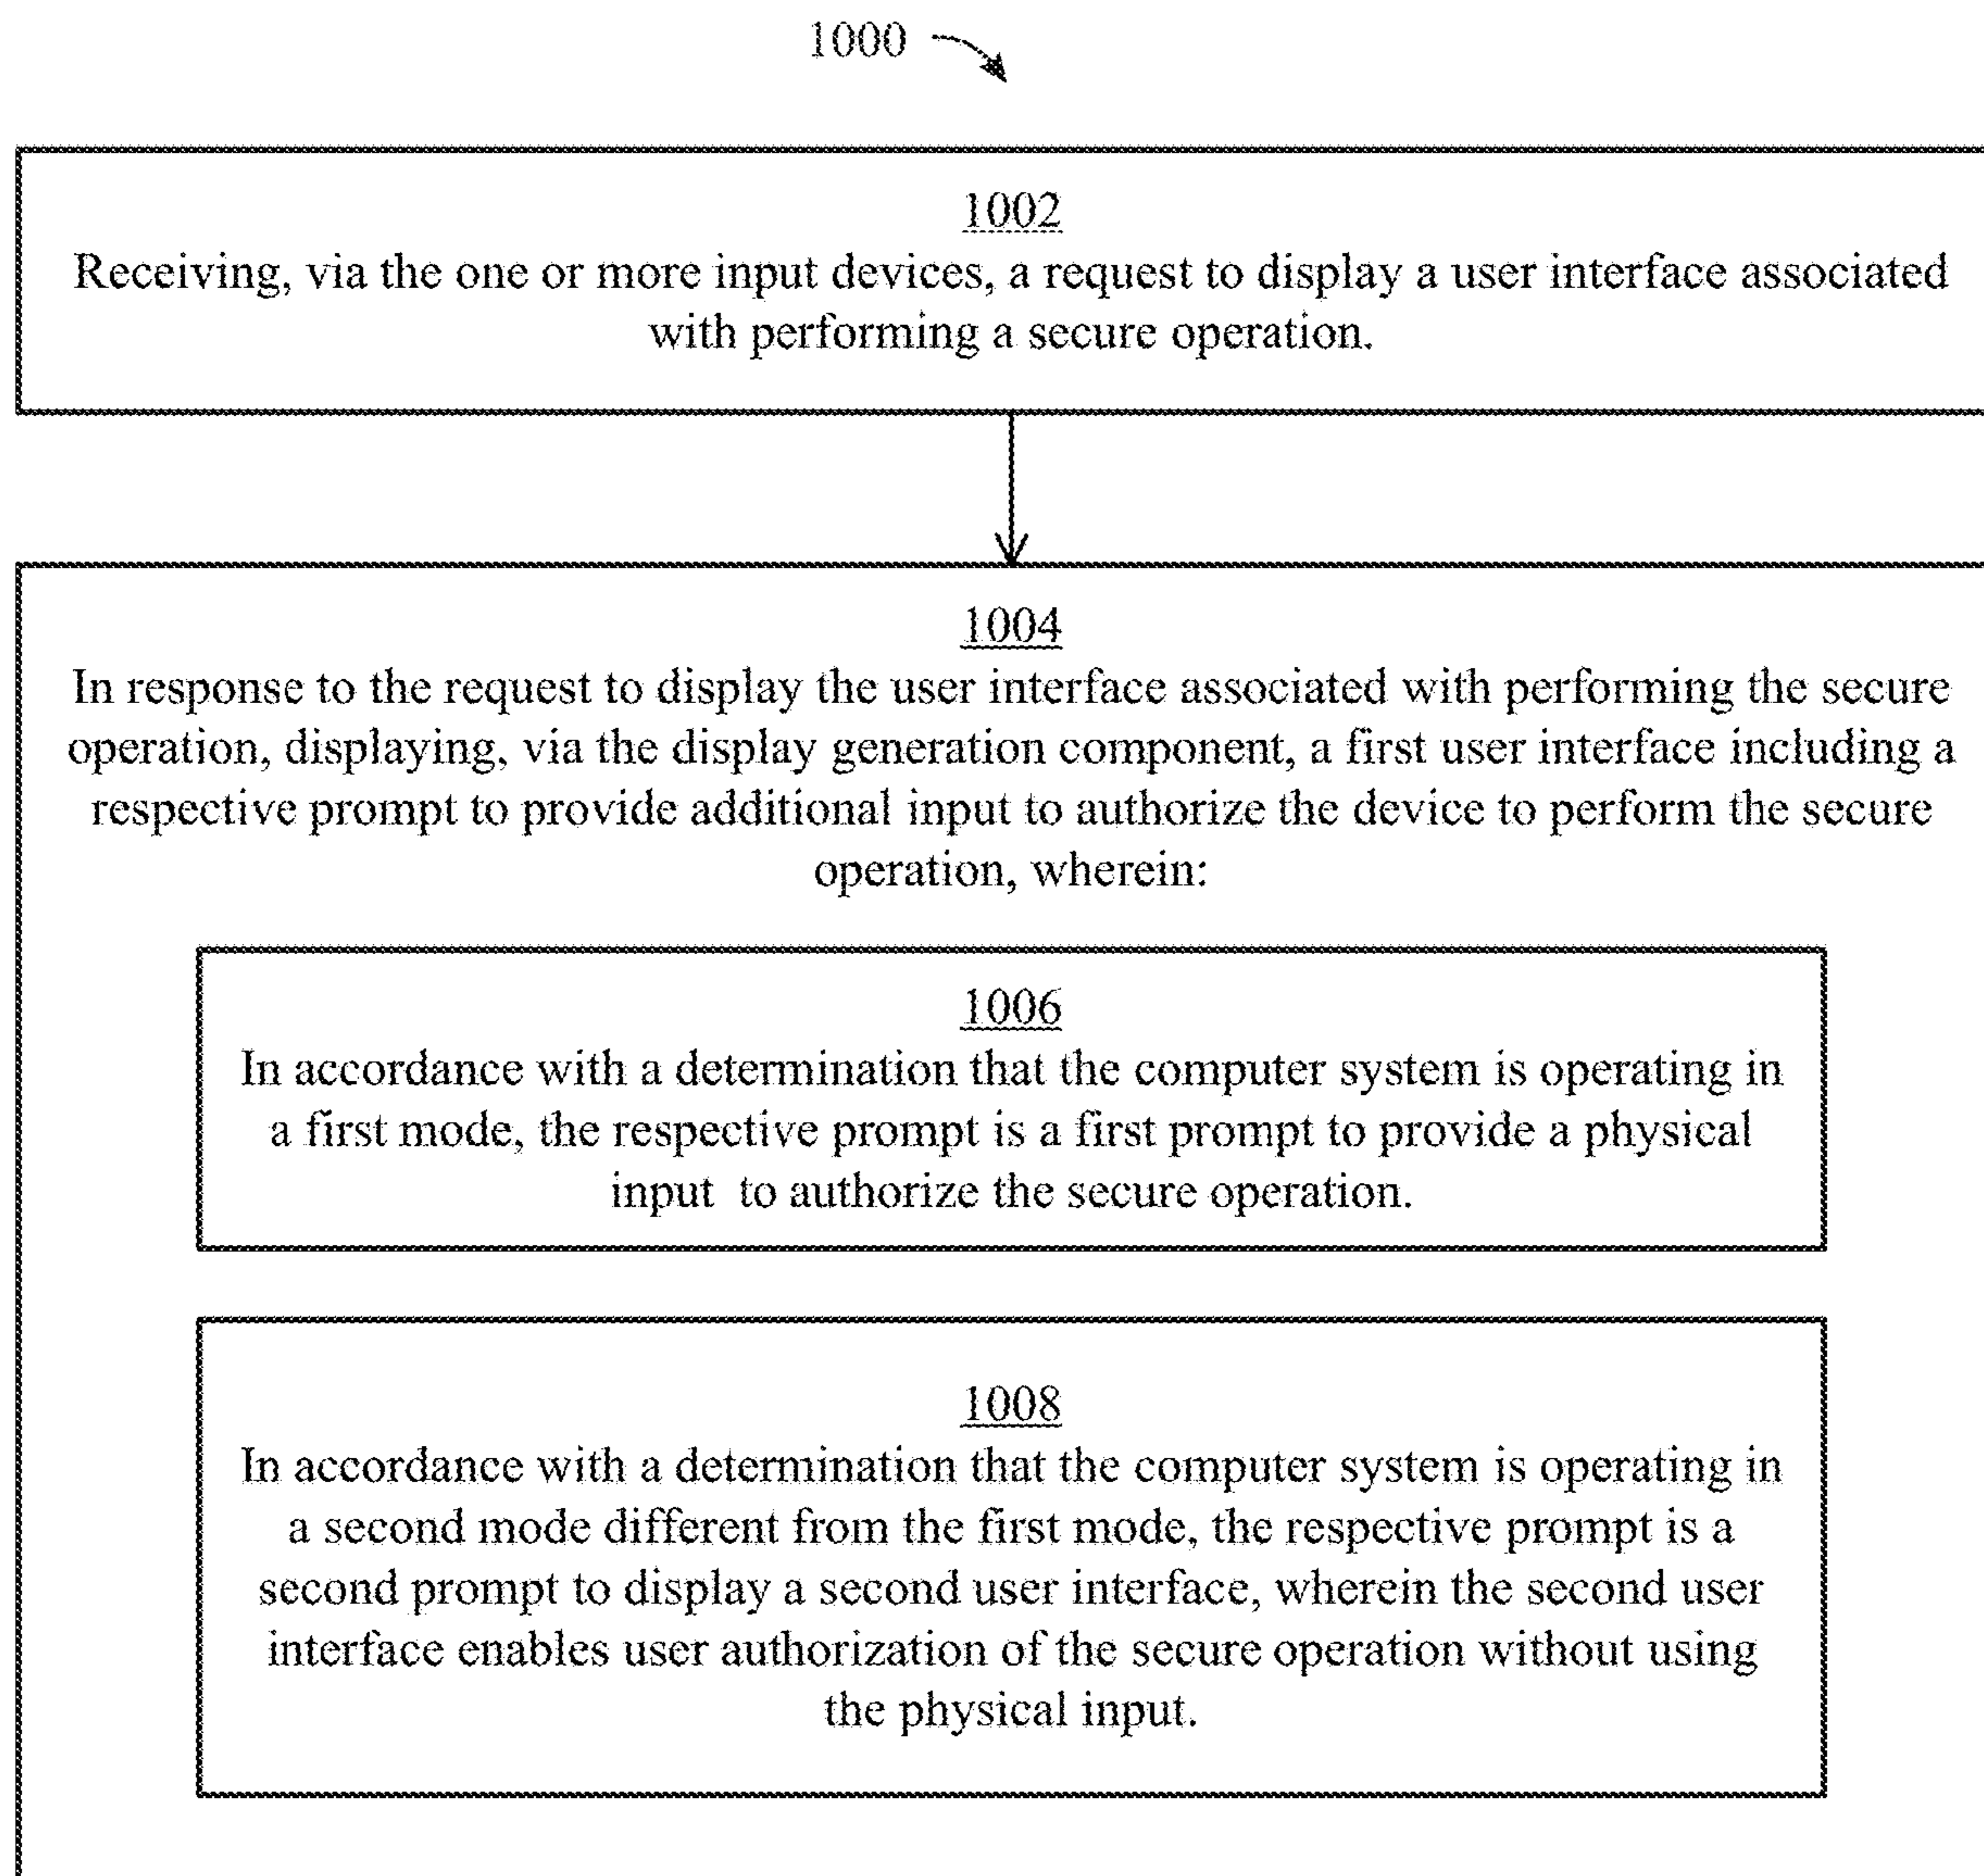 1000
1002
Receiving, via the one or more input devices, a request to display a user interface associated
with performing a secure operation.
1004
In response to the request to display the user interface associated with performing the secure
operation, displaying, via the display generation component, a first user interface including a
respective prompt to provide additional input to authorize the device to perform the secure
operation, wherein:
1006
In accordance with a determination that the computer system is operating in
a first mode, the respective prompt is a first prompt to provide a physical
input to authorize the secure operation.
1008
In accordance with a determination that the computer system is operating in
a second mode different from the first mode, the respective prompt is a
second prompt to display a second user interface, wherein the second user
interface enables user authorization of the secure operation without using
the physical input.